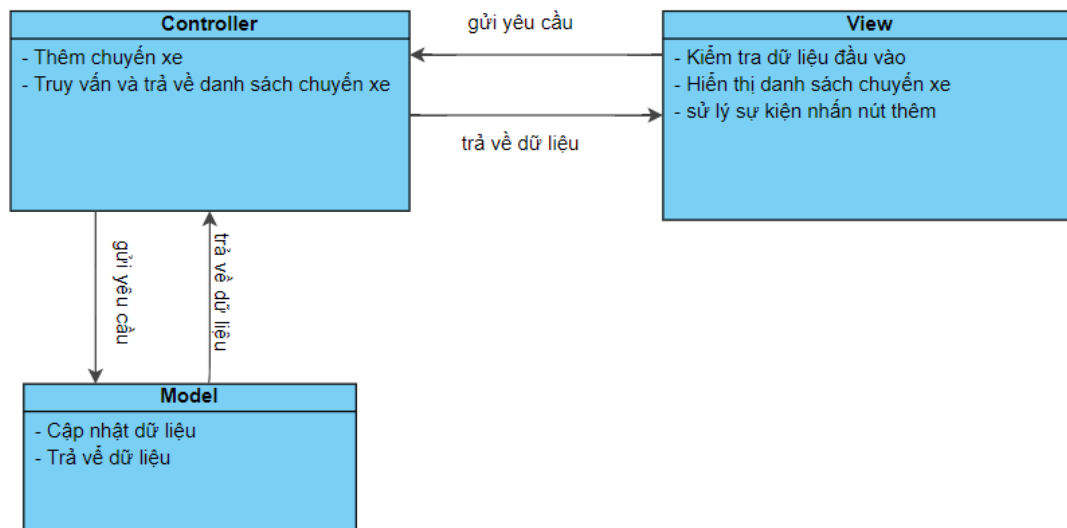 Controller
- Thêm chuyến xe
- Truy vấn và trả về danh sách chuyến xe
gửi yêu cầu
trả về dữ liệu
View
- Kiểm tra dữ liệu đầu vào
- Hiển thị danh sách chuyến xe
- sử lý sự kiện nhấn nút thêm
gửi yêu cầu
trả về dữ liệu
Model
- Cập nhật dữ liệu
- Trả về dữ liệu